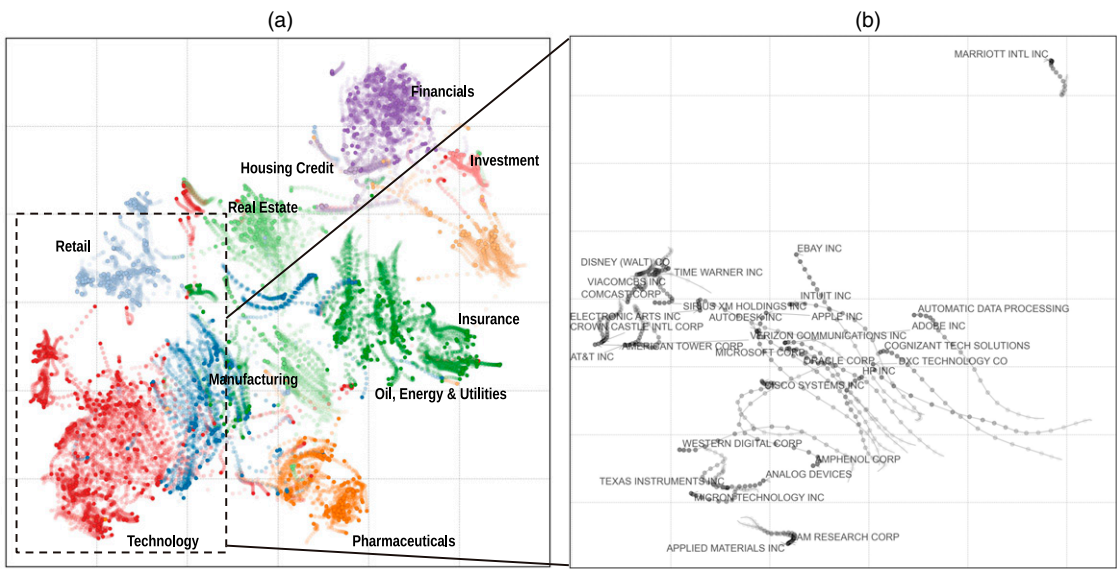 (a)
Financials
Investment
Housing Credit
Real Estate
Retail
Insurance
Manufacturing
Oil, Energy & Utilities
Technology
Pharmaceuticals
(b)
MARRIOTT INTL INC
EBAY INC
DISNEY (WALT) CO
TIME WARNER INC
VIACOMCBS INC
COMCAST CORP
INTUIT INC
SIRIUS XM HOLDINGS INC
ELECTRONIC ARTS INC
AUTODESK INC
APPLE INC
AUTOMATIC DATA PROCESSING
CROWN CASTLE INTL CORP
ADOBE INC
VERIZON COMMUNICATIONS INC
AMERICAN TOWER CORP
COGNIZANT TECH SOLUTIONS
MICROSOFT CORP
AT&T INC
ORACLE CORP
DXC TECHNOLOGY CO
HP INC
CISCO SYSTEMS INC
WESTERN DIGITAL CORP
AMPHENOL CORP
ANALOG DEVICES
TEXAS INSTRUMENTS INC
MICRON TECHNOLOGY INC
LAM RESEARCH CORP
APPLIED MATERIALS INC